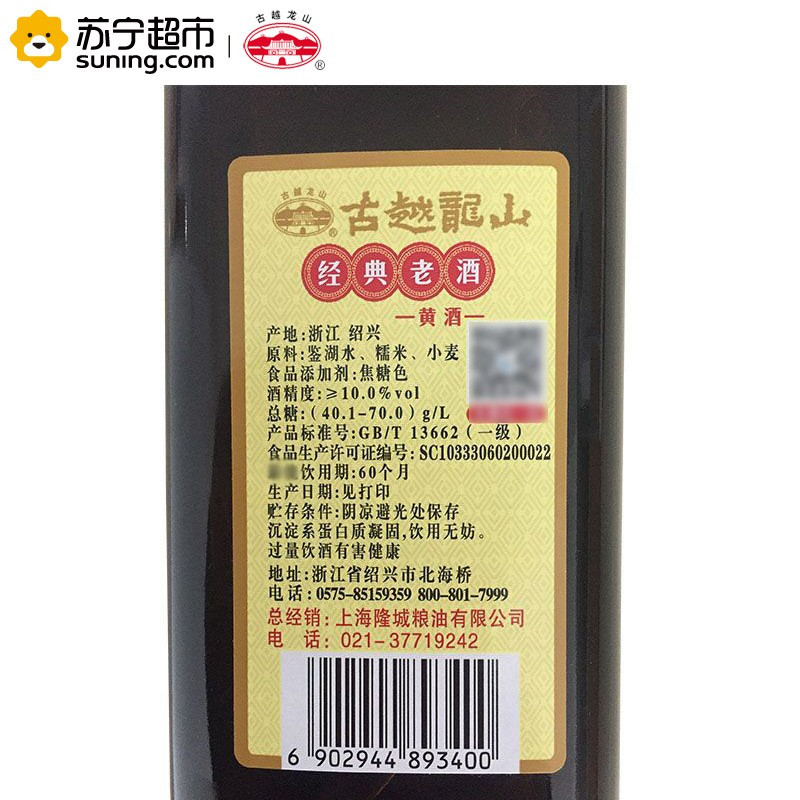 苏宁超市
suning.com
古越龙山
®
古越龙山
®
古越龍山
经典老酒
—黄酒—
产地:浙江 绍兴
原料:鉴湖水、糯米、小麦
食品添加剂:焦糖色
酒精度:≥10.0%vol
总糖:(40.1-70.0)g/L
产品标准号:GB/T 13662(一级)
食品生产许可证编号:SC10333060200022
饮用期:60个月
生产日期:见打印
贮存条件:阴凉避光处保存
沉淀系蛋白质凝固,饮用无妨。
过量饮酒有害健康
地址:浙江省绍兴市北海桥
电话:0575-85159359 800-801-7999
总经销:上海隆城粮油有限公司
电 话:021-37719242
6 902944 893400